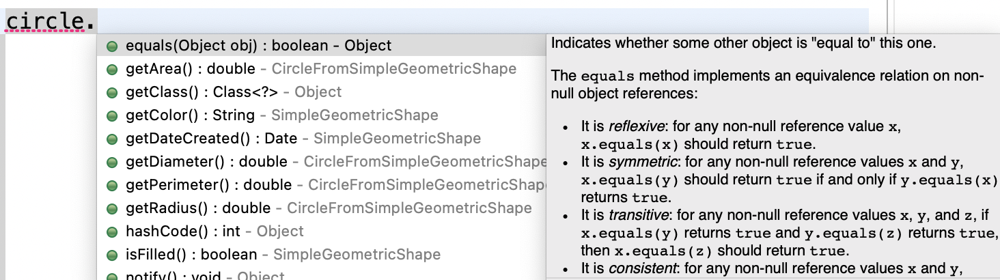 circle.
equals(Object obj) : boolean - Object
getArea() : double - CircleFromSimpleGeometricShape
getClass() : Class<?> - Object
getColor() : String - SimpleGeometricShape
getDateCreated() : Date - SimpleGeometricShape
getDiameter() : double - CircleFromSimpleGeometricShape
getPerimeter() : double - CircleFromSimpleGeometricShap
getRadius() : double - CircleFromSimpleGeometricShape
hashCode() : int - Object
isFilled() : boolean - SimpleGeometricShape
notify() : void - Object
Indicates whether some other object is "equal to" this one.
The equals method implements an equivalence relation on non-
null object references:
• It is reflexive: for any non-null reference value x,
x.equals(x) should return true.
• It is symmetric: for any non-null reference values x and y,
x.equals(y) should return true if and only if y.equals(x)
returns true.
• It is transitive: for any non-null reference values x, y, and z, if
x.equals(y) returns true and y.equals(z) returns true,
then x.equals(z) should return true.
• It is consistent: for any non-null reference values x and y,